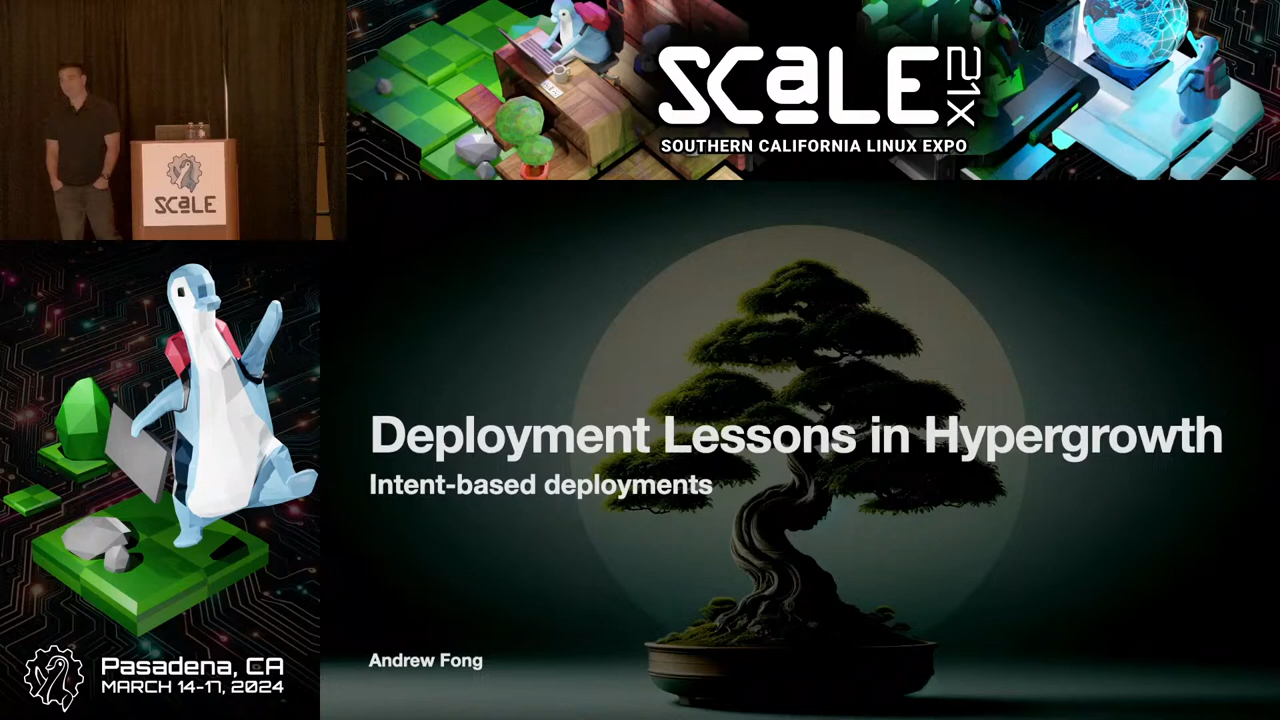 SCaLE 21x
SOUTHERN CALIFORNIA LINUX EXPO
SCaLE
Deployment Lessons in Hypergrowth
Intent-based deployments
Andrew Fong
Pasadena, CA
MARCH 14-17, 2024